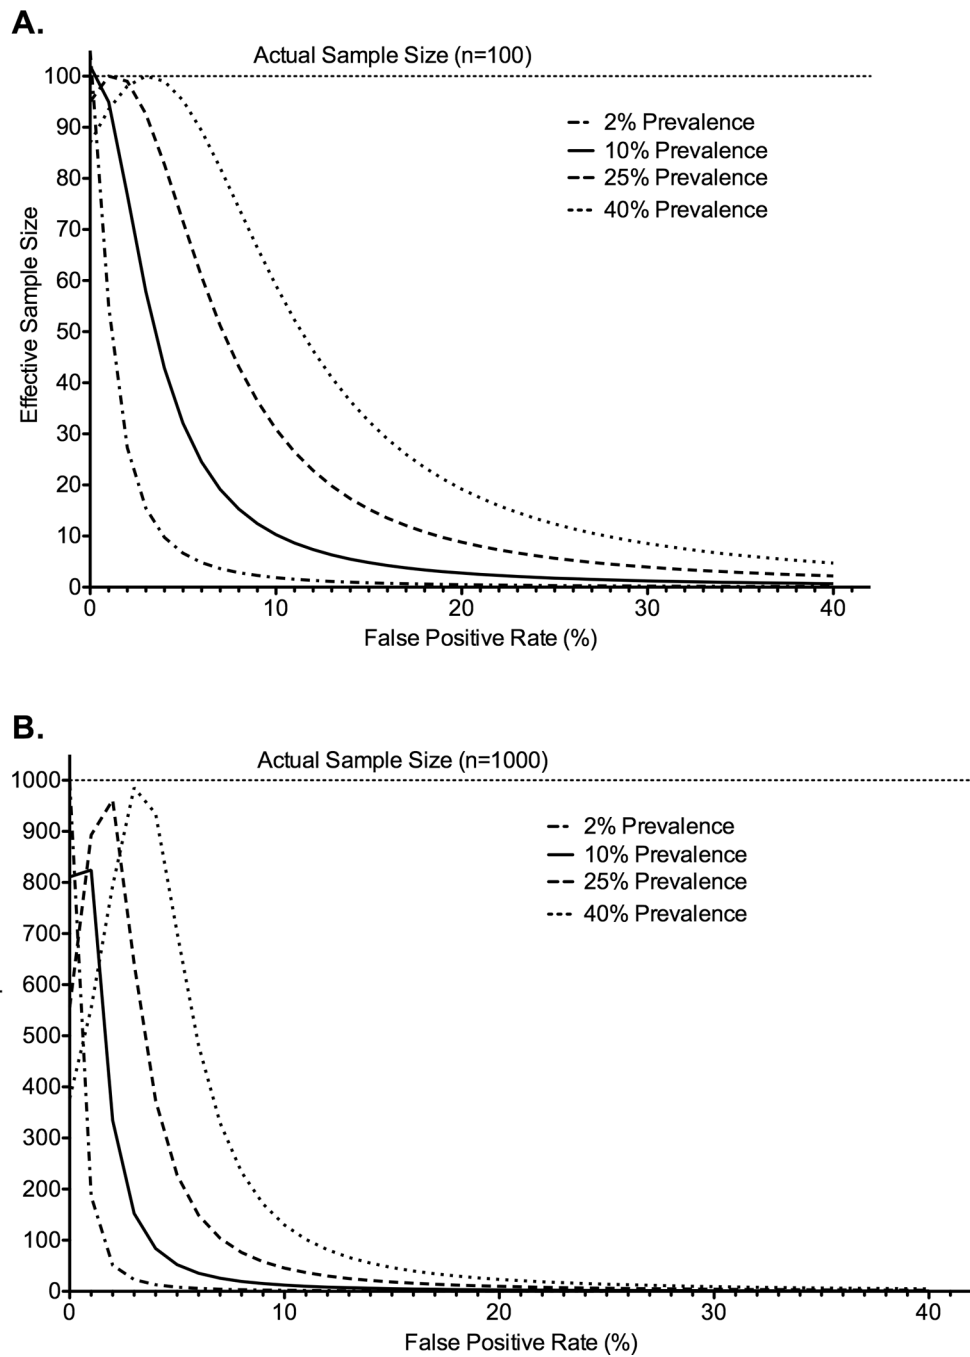 A.
Actual Sample Size (n=100)
100
90
80
70
60
50
40
30
20
10
0
Effective Sample Size
2% Prevalence
10% Prevalence
25% Prevalence
40% Prevalence
0 10 20 30 40
False Positive Rate (%)
B.
Actual Sample Size (n=1000)
1000
900
800
700
600
500
400
300
200
100
0
2% Prevalence
10% Prevalence
25% Prevalence
40% Prevalence
0 10 20 30 40
False Positive Rate (%)